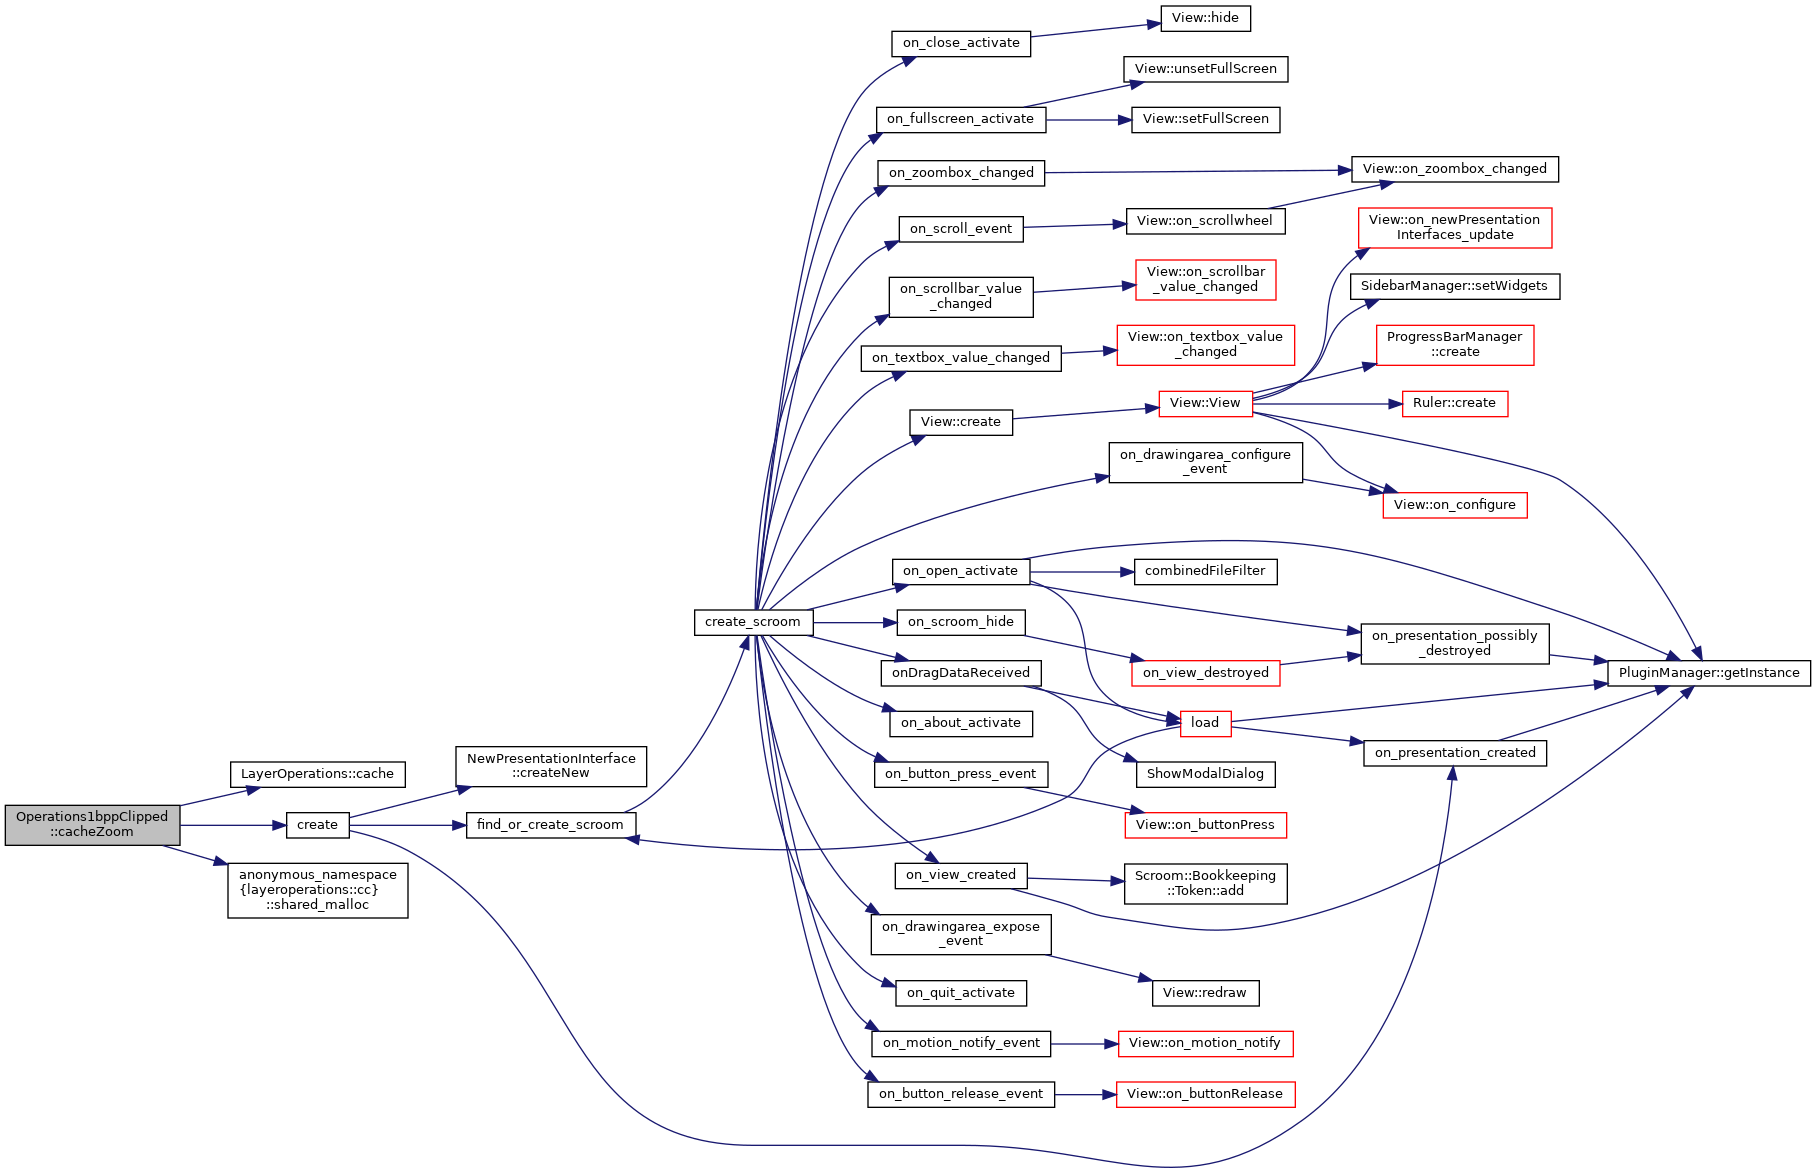 Operations1bppClipped
::cacheZoom
LayerOperations::cache
create
anonymous_namespace
{layeroperations::cc}
::shared_malloc
NewPresentationInterface
::createNew
find_or_create_scroom
create_scroom
on_close_activate
on_fullscreen_activate
on_zoombox_changed
on_scroll_event
on_scrollbar_value
_changed
on_textbox_value_changed
View::create
on_drawingarea_configure
_event
on_open_activate
on_scroom_hide
onDragDataReceived
on_about_activate
on_button_press_event
on_view_created
on_drawingarea_expose
_event
on_quit_activate
on_motion_notify_event
on_button_release_event
View::hide
View::unsetFullScreen
View::setFullScreen
View::on_zoombox_changed
View::on_scrollwheel
View::on_newPresentation
Interfaces_update
View::on_scrollbar
_value_changed
SidebarManager::setWidgets
View::on_textbox_value
_changed
ProgressBarManager
::create
View::View
Ruler::create
View::on_configure
combinedFileFilter
on_presentation_possibly
_destroyed
on_view_destroyed
PluginManager::getInstance
load
on_presentation_created
ShowModalDialog
View::on_buttonPress
Scroom::Bookkeeping
::Token::add
View::redraw
View::on_motion_notify
View::on_buttonRelease